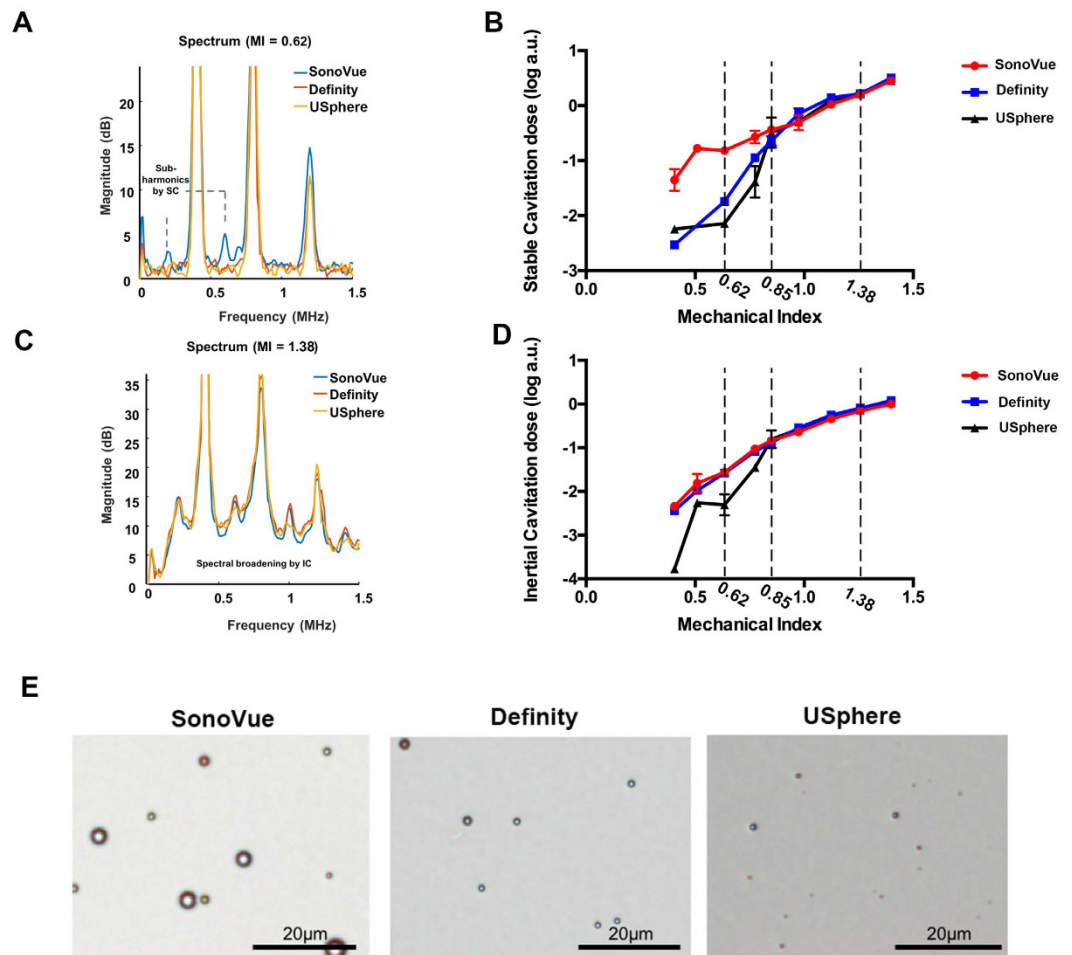 A
Spectrum (MI = 0.62)
SonoVue
Definity
USphere
Sub-
harmonics
by SC
Magnitude (dB)
20
15
10
5
0
0
0.5
1
1.5
Frequency (MHz)
B
Stable Cavitation dose (log a.u.)
1
0
-1
-2
-3
0.0
0.5
0.62
0.85
1.0
1.38
1.5
Mechanical Index
SonoVue
Definity
USphere
C
Spectrum (MI = 1.38)
SonoVue
Definity
USphere
Magnitude (dB)
35
30
25
20
15
10
5
0
Spectral broadening by IC
0
0.5
1
1.5
Frequency (MHz)
D
Inertial Cavitation dose (log a.u.)
1
0
-1
-2
-3
-4
0.0
0.5
0.62
0.85
1.0
1.38
1.5
Mechanical Index
SonoVue
Definity
USphere
E
SonoVue
Definity
USphere
20μm
20μm
20μm